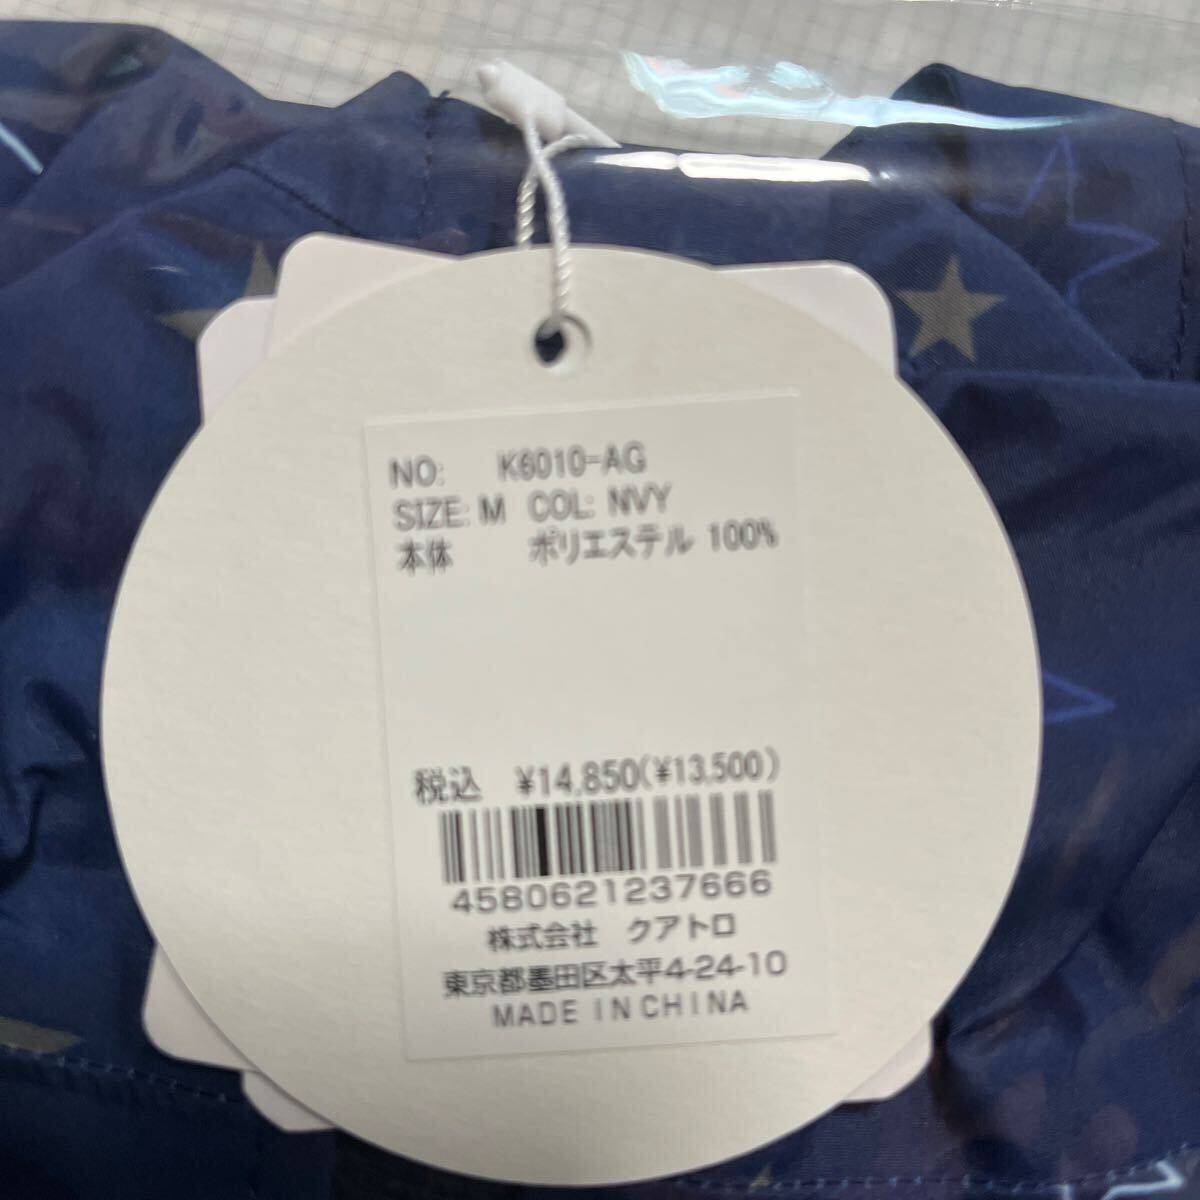 NO: K6010-AG
SIZE: M COL: NVY
本体 ポリエステル 100%
税込 ¥14,850(¥13,500)
4580621237666
株式会社 クアトロ
東京都墨田区太平4-24-10
MADE IN CHINA